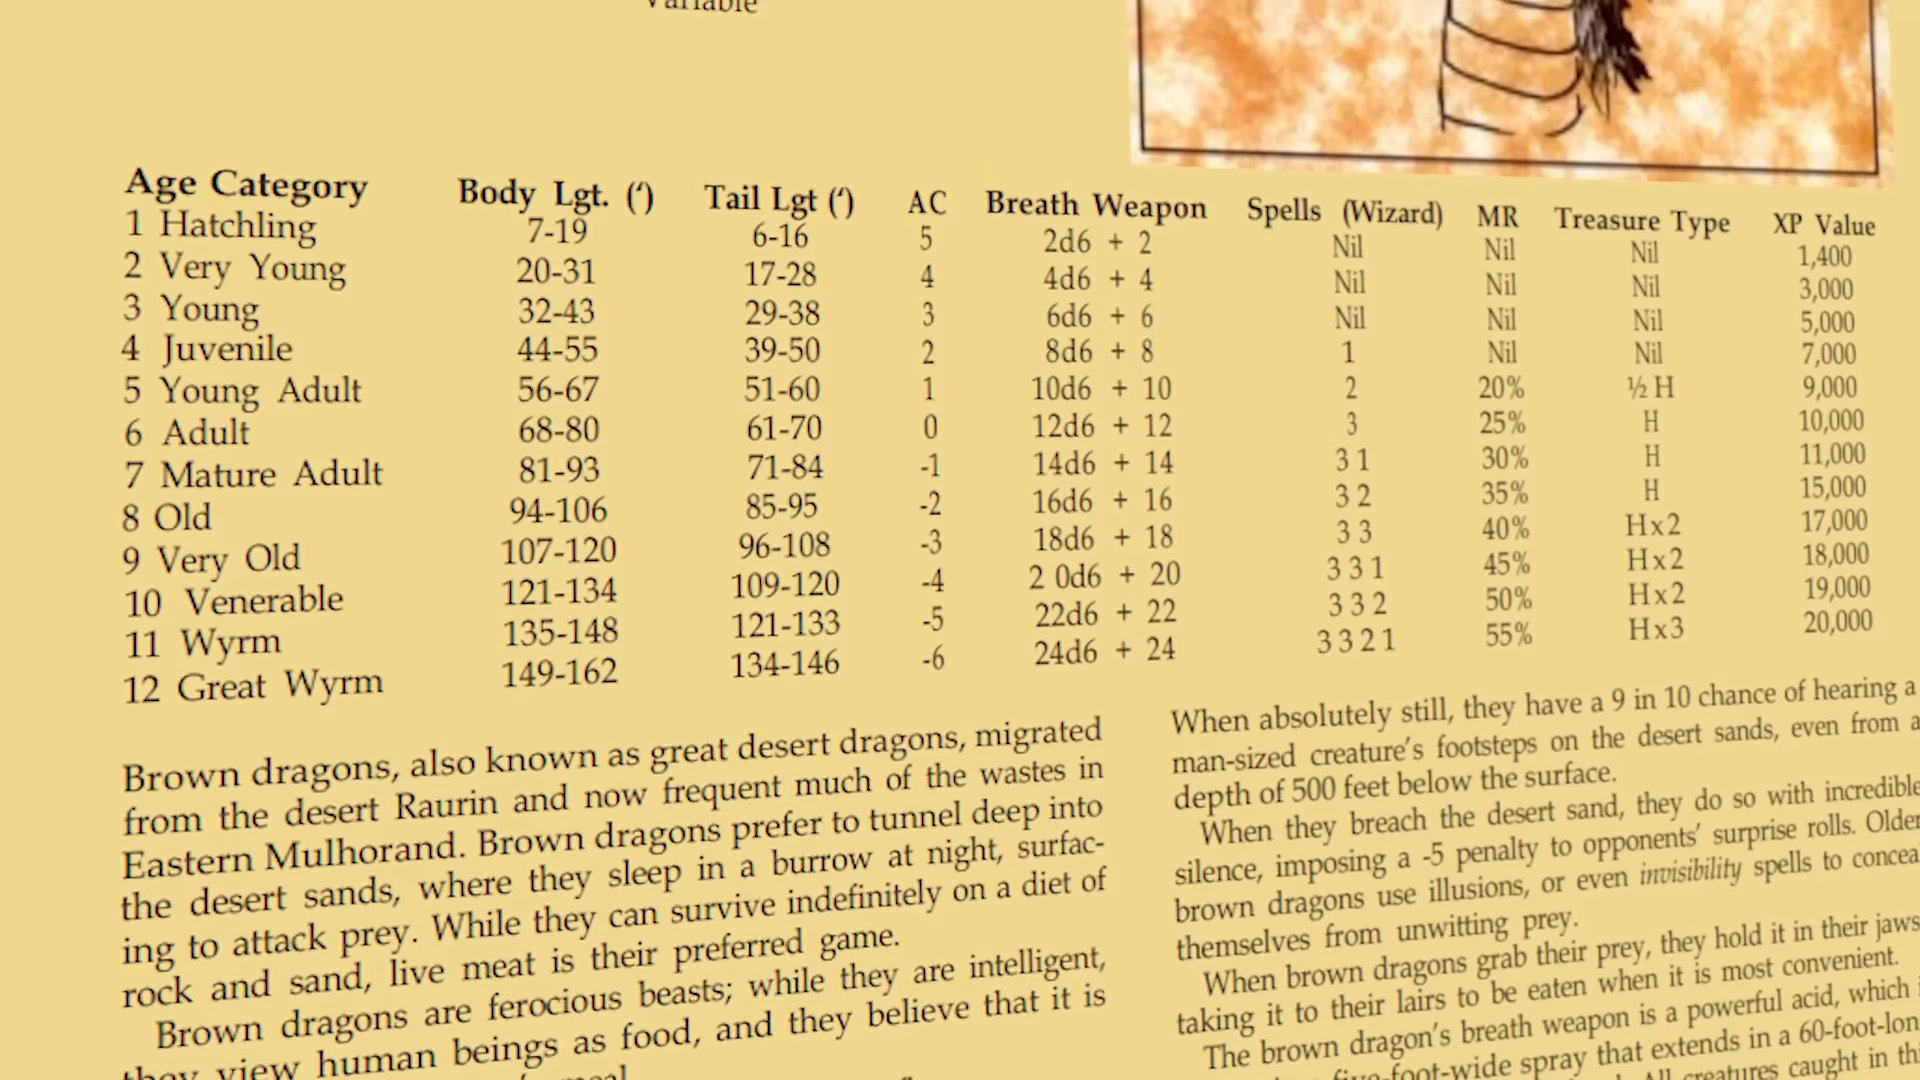 Variable
Age Category Body Lgt. (') Tail Lgt (') AC Breath Weapon Spells (Wizard) MR Treasure Type XP Value
1 Hatchling 7-19 6-16 5 2d6 + 2 Nil Nil Nil 1,400
2 Very Young 20-31 17-28 4 4d6 + 4 Nil Nil Nil 3,000
3 Young 32-43 29-38 3 6d6 + 6 Nil Nil Nil 5,000
4 Juvenile 44-55 39-50 2 8d6 + 8 1 Nil Nil 7,000
5 Young Adult 56-67 51-60 1 10d6 + 10 2 20% ½ H 9,000
6 Adult 68-80 61-70 0 12d6 + 12 3 25% H 10,000
7 Mature Adult 81-93 71-84 -1 14d6 + 14 3 1 30% H 11,000
8 Old 94-106 85-95 -2 16d6 + 16 3 2 35% H 15,000
9 Very Old 107-120 96-108 -3 18d6 + 18 3 3 40% Hx2 17,000
10 Venerable 121-134 109-120 -4 2 0d6 + 20 3 3 1 45% Hx2 18,000
11 Wyrm 135-148 121-133 -5 22d6 + 22 3 3 2 50% Hx2 19,000
12 Great Wyrm 149-162 134-146 -6 24d6 + 24 3 3 2 1 55% Hx3 20,000
Brown dragons, also known as great desert dragons, migrated
from the desert Raurin and now frequent much of the wastes in
Eastern Mulhorand. Brown dragons prefer to tunnel deep into
the desert sands, where they sleep in a burrow at night, surfac-
ing to attack prey. While they can survive indefinitely on a diet of
rock and sand, live meat is their preferred game.
Brown dragons are ferocious beasts; while they are intelligent,
they view human beings as food, and they believe that it is
meal
When absolutely still, they have a 9 in 10 chance of hearing a
man-sized creature's footsteps on the desert sands, even from a
depth of 500 feet below the surface.
When they breach the desert sand, they do so with incredible
silence, imposing a -5 penalty to opponents' surprise rolls. Older
brown dragons use illusions, or even invisibility spells to concea
themselves from unwitting prey.
When brown dragons grab their prey, they hold it in their jaws
taking it to their lairs to be eaten when it is most convenient.
The brown dragon's breath weapon is a powerful acid, which i
five-foot-wide spray that extends in a 60-foot-lon
All creatures caught in thi